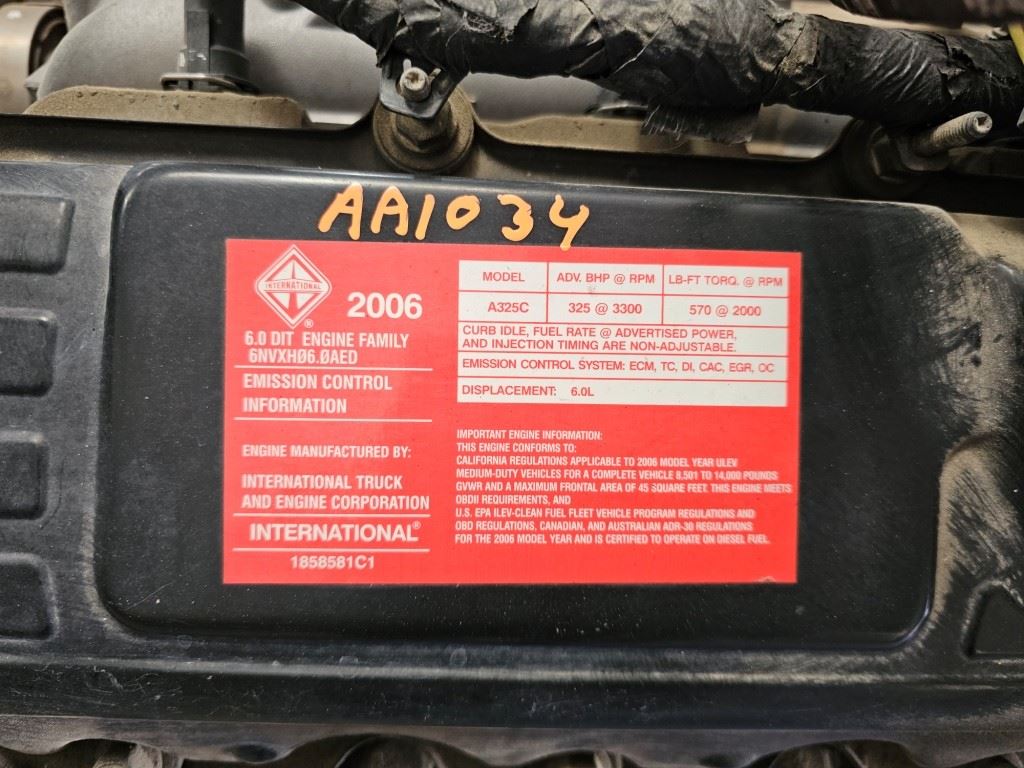 AA1034
INTERNATIONAL
®
2006
6.0 DIT ENGINE FAMILY
6NVXHØ6.ØAED
EMISSION CONTROL
INFORMATION
ENGINE MANUFACTURED BY:
INTERNATIONAL TRUCK
AND ENGINE CORPORATION
INTERNATIONAL®
1858581C1
MODEL ADV. BHP @ RPM LB-FT TORQ. @ RPM
A325C 325 @ 3300 570 @ 2000
CURB IDLE, FUEL RATE @ ADVERTISED POWER,
AND INJECTION TIMING ARE NON-ADJUSTABLE.
EMISSION CONTROL SYSTEM: ECM, TC, DI, CAC, EGR, OC
DISPLACEMENT: 6.0L
IMPORTANT ENGINE INFORMATION:
THIS ENGINE CONFORMS TO:
CALIFORNIA REGULATIONS APPLICABLE TO 2006 MODEL YEAR ULEV
MEDIUM-DUTY VEHICLES FOR A COMPLETE VEHICLE 8,501 TO 14,000 POUNDS
GVWR AND A MAXIMUM FRONTAL AREA OF 45 SQUARE FEET. THIS ENGINE MEETS
OBDII REQUIREMENTS, AND
U.S. EPA ILEV-CLEAN FUEL FLEET VEHICLE PROGRAM REGULATIONS AND
OBD REGULATIONS, CANADIAN, AND AUSTRALIAN ADR-30 REGULATIONS
FOR THE 2006 MODEL YEAR AND IS CERTIFIED TO OPERATE ON DIESEL FUEL.